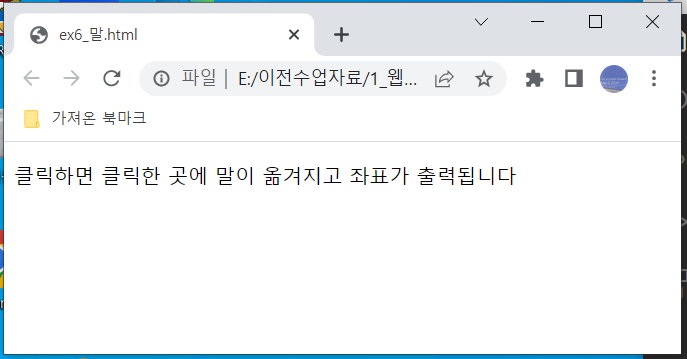 ex6_말.html
파일 | E:/이전수업자료/1_웹...
가져온 북마크
클릭하면 클릭한 곳에 말이 옮겨지고 좌표가 출력됩니다